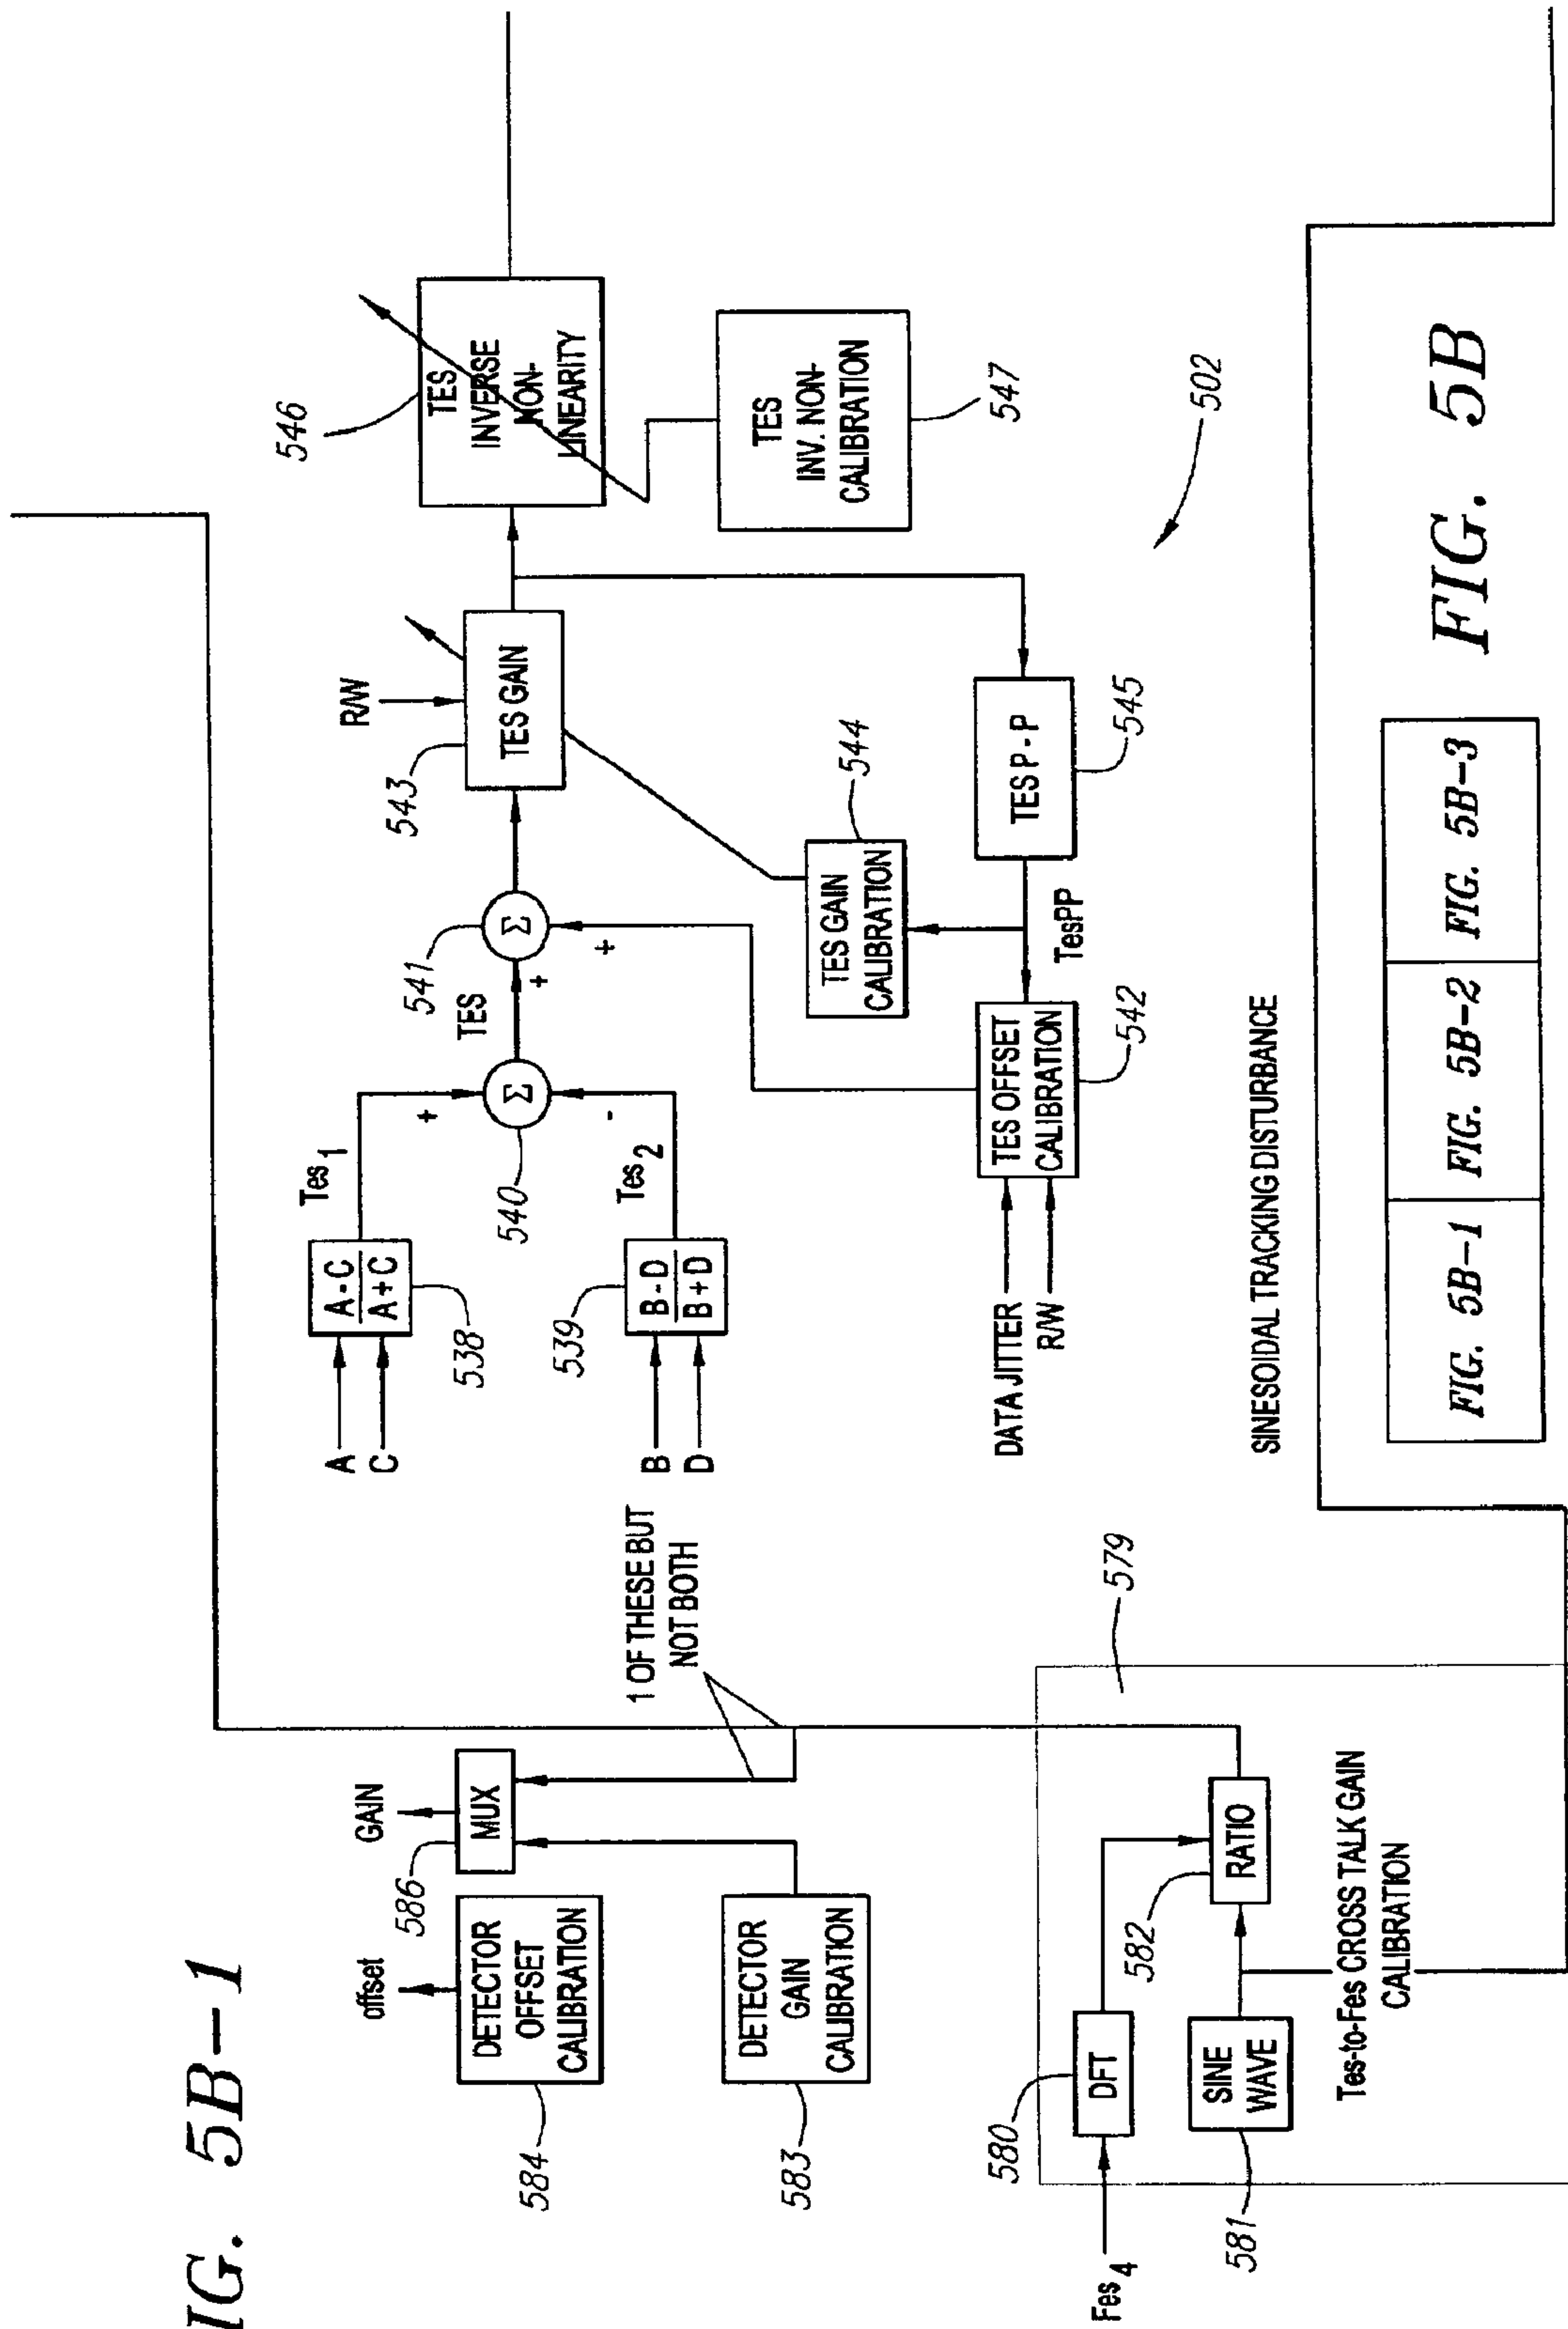 IG. 5B-1
offset
GAIN
DETECTOR
OFFSET
CALIBRATION
584
MUX
586
DETECTOR
GAIN
CALIBRATION
583
1 OF THESE BUT
NOT BOTH
Fes4
DFT
580
SINE
WAVE
581
RATIO
582
579
Tes-to-Fes CROSS TALK GAIN
CALIBRATION
A
C
A - C
A + C
538
Tes1
+
B
D
B - D
B + D
539
Tes2
-
Σ
540
TES
+
Σ
541
+
R/W
TES GAIN
543
TES
INVERSE
NON-
LINEARITY
546
TES
INV. NON-
CALIBRATION
547
TES GAIN
CALIBRATION
544
TES P - P
545
TesPP
DATA JITTER
R/W
TES OFFSET
CALIBRATION
542
502
SINESOIDAL TRACKING DISTURBANCE
FIG. 5B-1
FIG. 5B-2
FIG. 5B-3
FIG. 5B